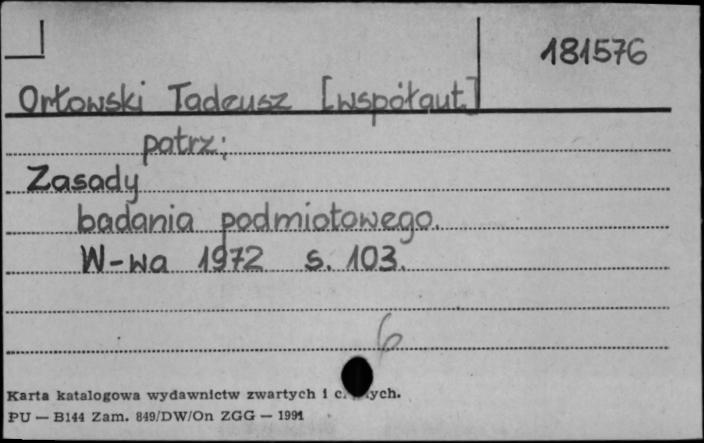 181576
Orłowski Tadeusz [współaut]
patrz;
Zasady
badania podmiotowego.
W-wa 1972 s. 103.
6
Karta katalogowa wydawnictw zwartych i
PU — B144 Zam. 849/DW/On ZGG — 1991